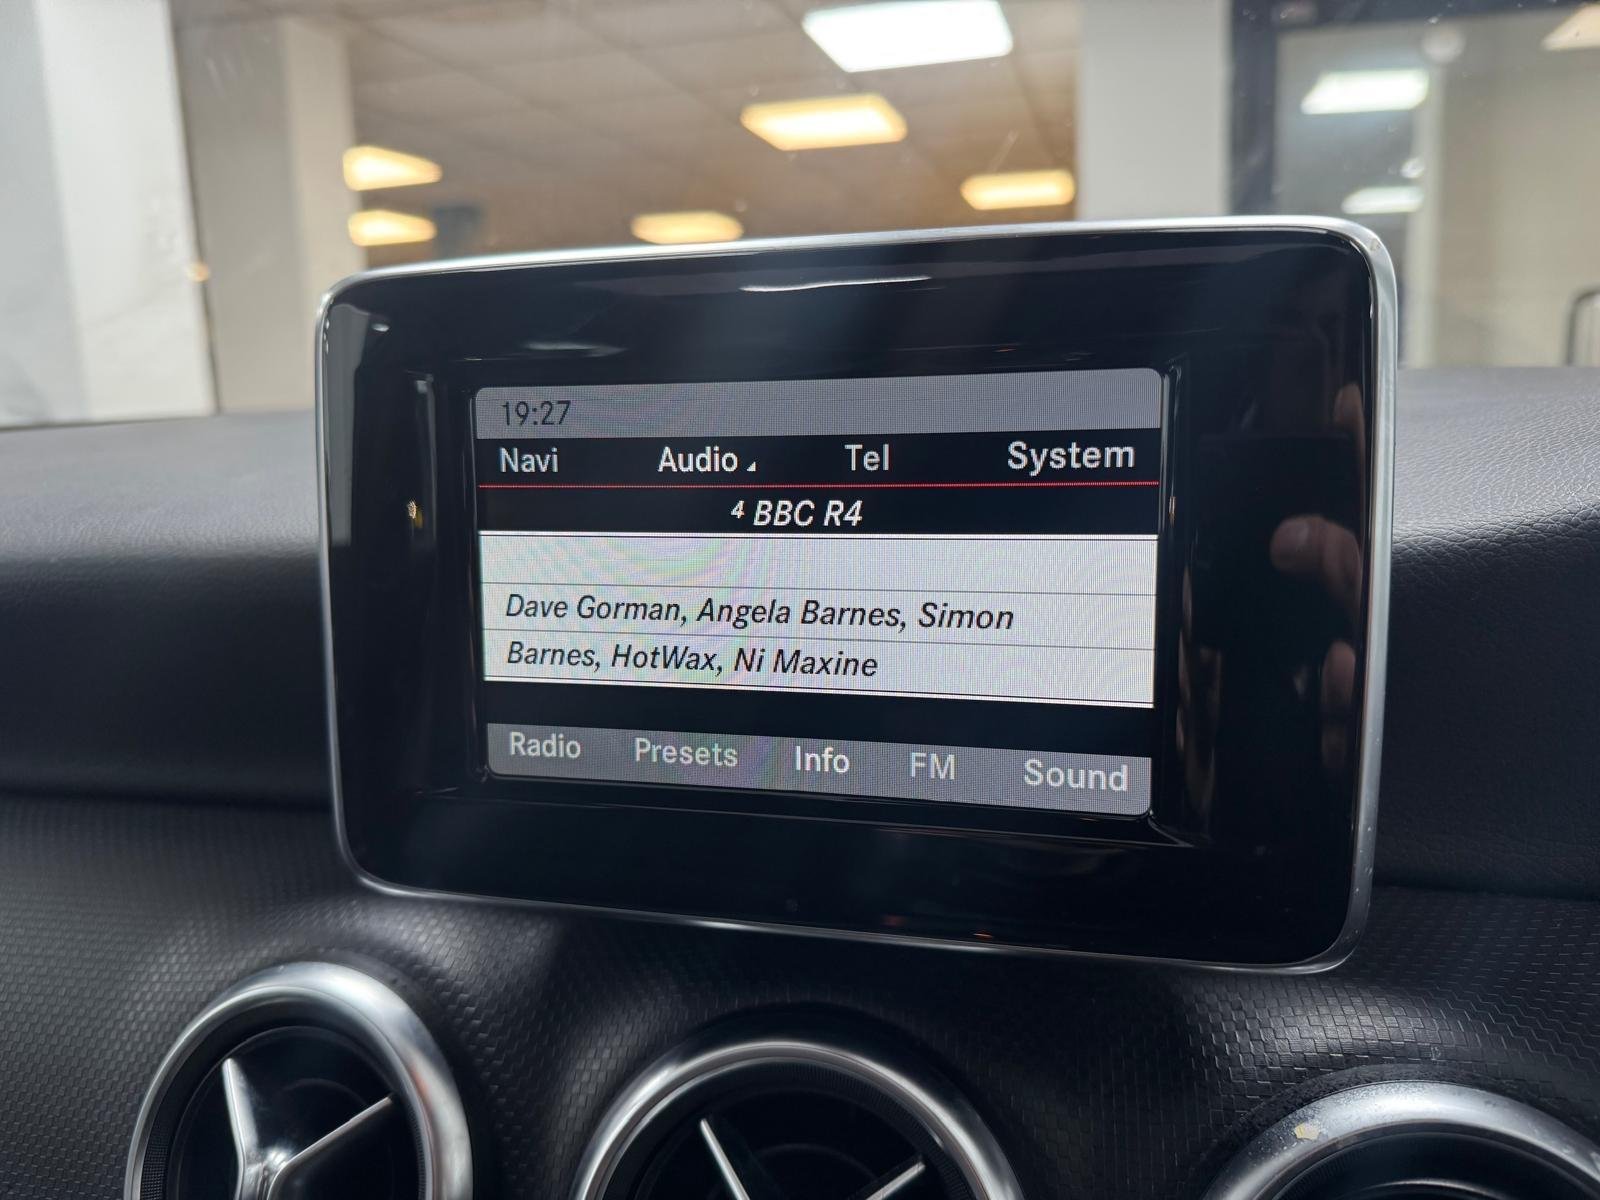 19:27
Navi Audio Tel System
4 BBC R4
Dave Gorman, Angela Barnes, Simon
Barnes, HotWax, Ni Maxine
Radio Presets Info FM Sound